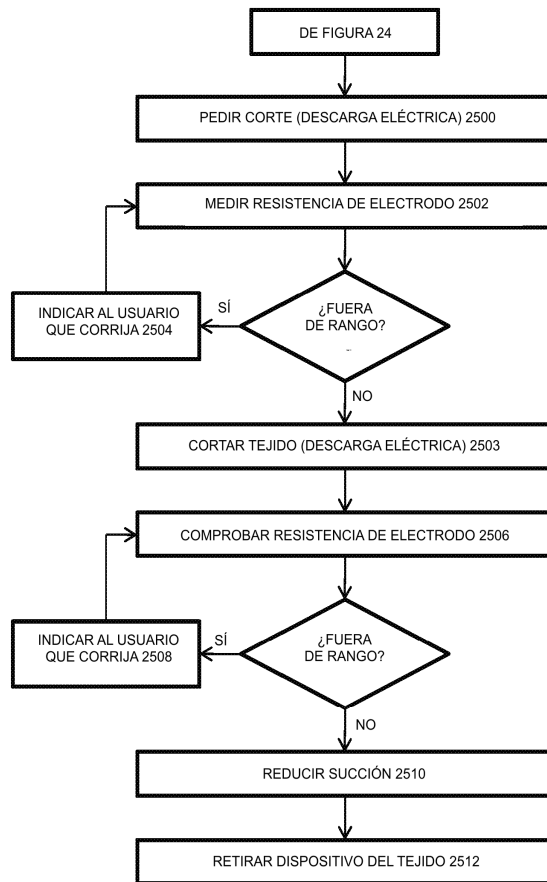 DE FIGURA 24
PEDIR CORTE (DESCARGA ELÉCTRICA) 2500
MEDIR RESISTENCIA DE ELECTRODO 2502
¿FUERA
DE RANGO?
SÍ
INDICAR AL USUARIO
QUE CORRIJA 2504
NO
CORTAR TEJIDO (DESCARGA ELÉCTRICA) 2503
COMPROBAR RESISTENCIA DE ELECTRODO 2506
¿FUERA
DE RANGO?
SÍ
INDICAR AL USUARIO
QUE CORRIJA 2508
NO
REDUCIR SUCCIÓN 2510
RETIRAR DISPOSITIVO DEL TEJIDO 2512